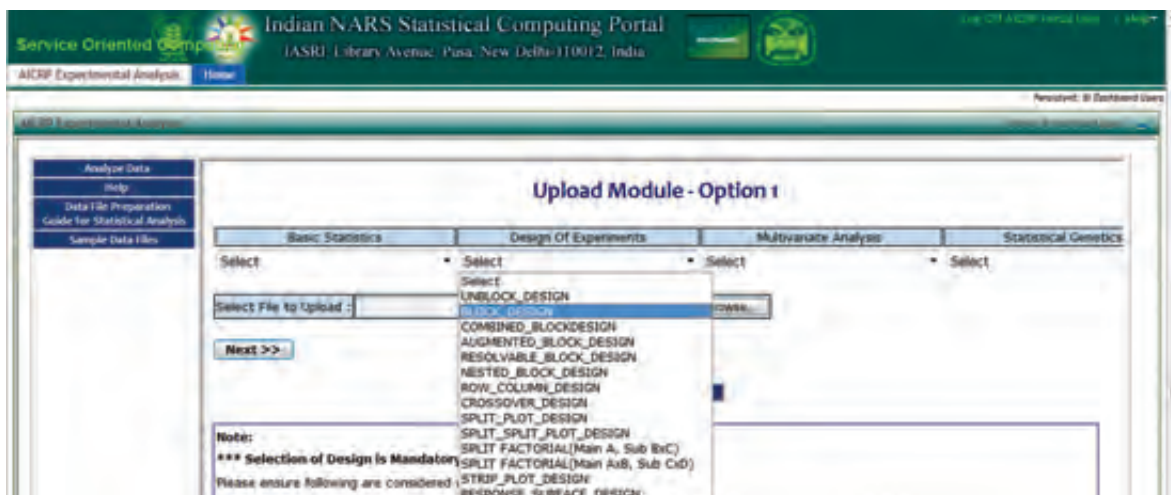 Indian NARS Statistical Computing Portal
Service Oriented
IASRI, Library Avenue, Pusa, New Delhi-110012, India
AICRP Experimental Analysis
Home
Analyze Data
Help
Data File Preparation
Guide for Statistical Analysis
Sample Data Files
Upload Module - Option 1
Basic Statistics Design Of Experiments Multivariate Analysis Statistical Genetics
Select Select Select Select
Select
UNBLOCK_DESIGN
Select File to Upload :
BLOCK_DESIGN
COMBINED_BLOCKDESIGN
AUGMENTED_BLOCK_DESIGN
Next >>
RESOLVABLE_BLOCK_DESIGN
NESTED_BLOCK_DESIGN
ROW_COLUMN_DESIGN
CROSSOVER_DESIGN
SPLIT_PLOT_DESIGN
SPLIT_SPLIT_PLOT_DESIGN
Note:
SPLIT FACTORIAL(Main A, Sub BxC)
*** Selection of Design is Mandatory
SPLIT FACTORIAL(Main AxB, Sub CxD)
Please ensure following are considered
STRIP_PLOT_DESIGN
RESPONSE_SURFACE_DESIGN